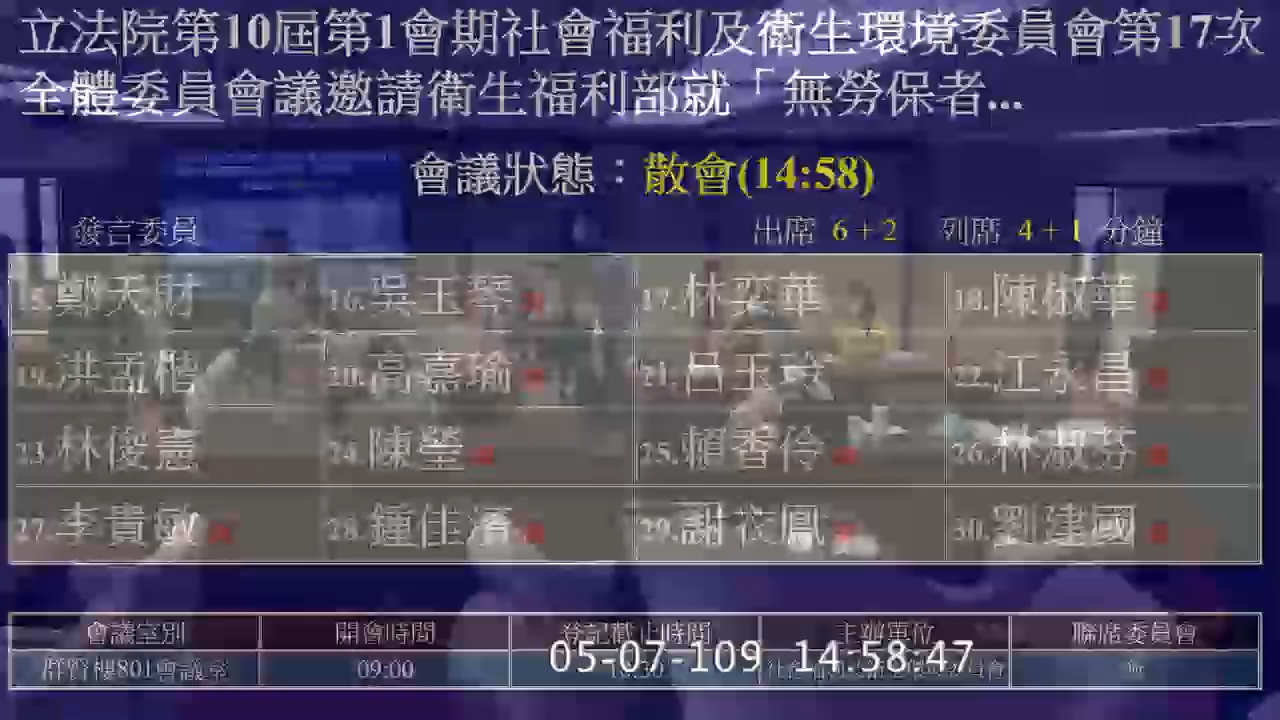 立法院第10屆第1會期社會福利及衛生環境委員會第17次
全體委員會議邀請衛生福利部就「無勞保者...
會議狀態：散會(14:58)
發言委員 出席 6 + 2 列席 4 + 1 分鐘
15.鄭天財 16.吳玉琴 17.林奕華 18.陳椒華
19.洪孟楷 20.高嘉瑜 21.呂玉玲 22.江永昌
23.林俊憲 24.陳瑩 25.賴香伶 26.林淑芬
27.李貴敏 28.鍾佳濱 29.謝衣鳳 30.劉建國
會議室別 開會時間 登記截止時間 主辦單位 聯席委員會
群賢樓801會議室 09:00 10:30 無
05-07-109 14:58:47